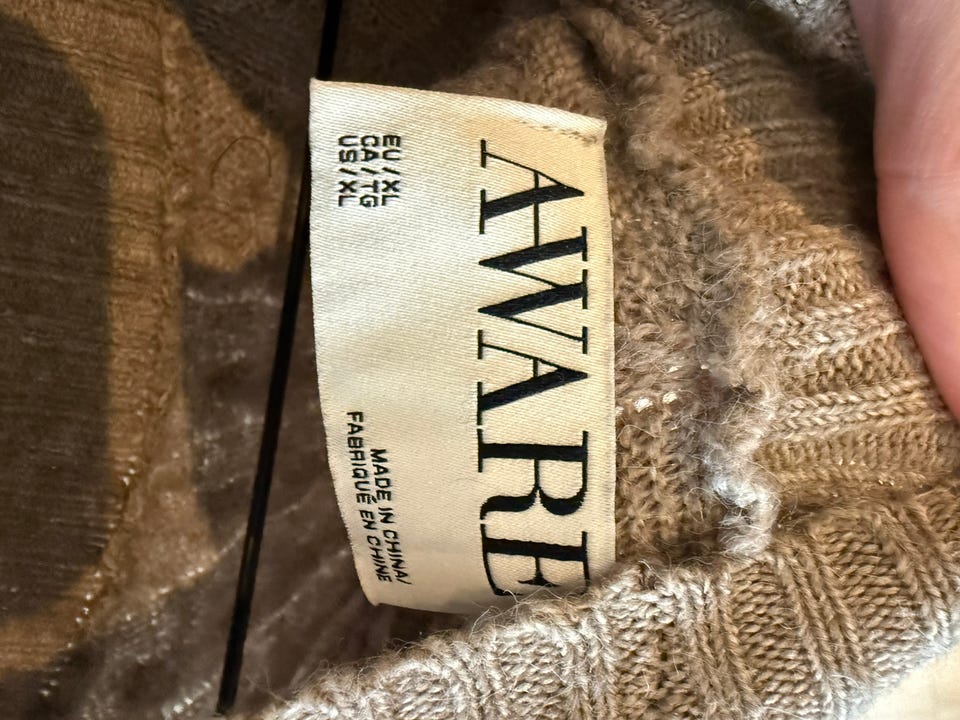 AWARE
EU / XL
CA / TG
US / XL
MADE IN CHINA/
FABRIQUÉ EN CHINE